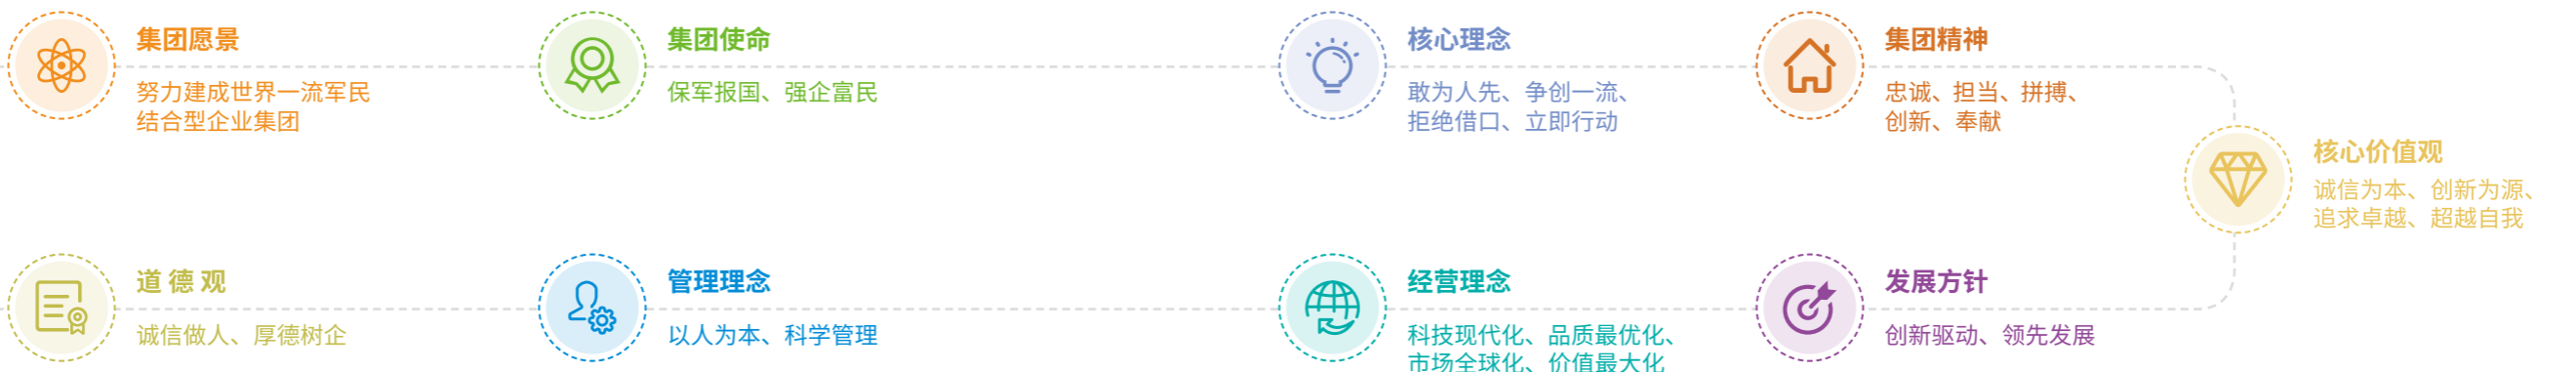 集团愿景
努力建成世界一流军民
结合型企业集团
集团使命
保军报国、强企富民
核心理念
敢为人先、争创一流、
拒绝借口、立即行动
集团精神
忠诚、担当、拼搏、
创新、奉献
核心价值观
诚信为本、创新为源、
追求卓越、超越自我
道 德 观
诚信做人、厚德树企
管理理念
以人为本、科学管理
经营理念
科技现代化、品质最优化、
市场全球化、价值最大化
发展方针
创新驱动、领先发展